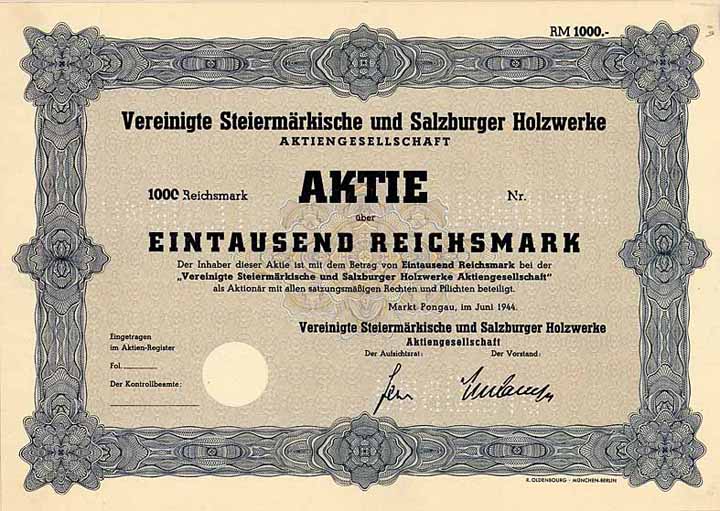 RM 1000.-
Vereinigte Steiermärkische und Salzburger Holzwerke
AKTIENGESELLSCHAFT
1000 Reichsmark AKTIE Nr.
über
EINTAUSEND REICHSMARK
Der Inhaber dieser Aktie ist mit dem Betrag von Eintausend Reichsmark bei der
„Vereinigte Steiermärkische und Salzburger Holzwerke Aktiengesellschaft"
als Aktionär mit allen satzungsmäßigen Rechten und Pflichten beteiligt.
Markt Pongau, im Juni 1944.
Vereinigte Steiermärkische und Salzburger Holzwerke
Aktiengesellschaft
Der Aufsichtsrat: Der Vorstand:
Eingetragen
im Aktien-Register
Fol.
Der Kontrollbeamte:
R. OLDENBOURG · MÜNCHEN-BERLIN